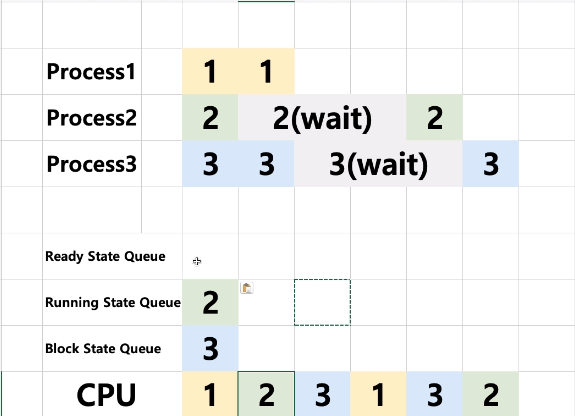 Process1 1 1
Process2 2 2(wait) 2
Process3 3 3 3(wait) 3
Ready State Queue
Running State Queue 2
Block State Queue 3
CPU 1 2 3 1 3 2